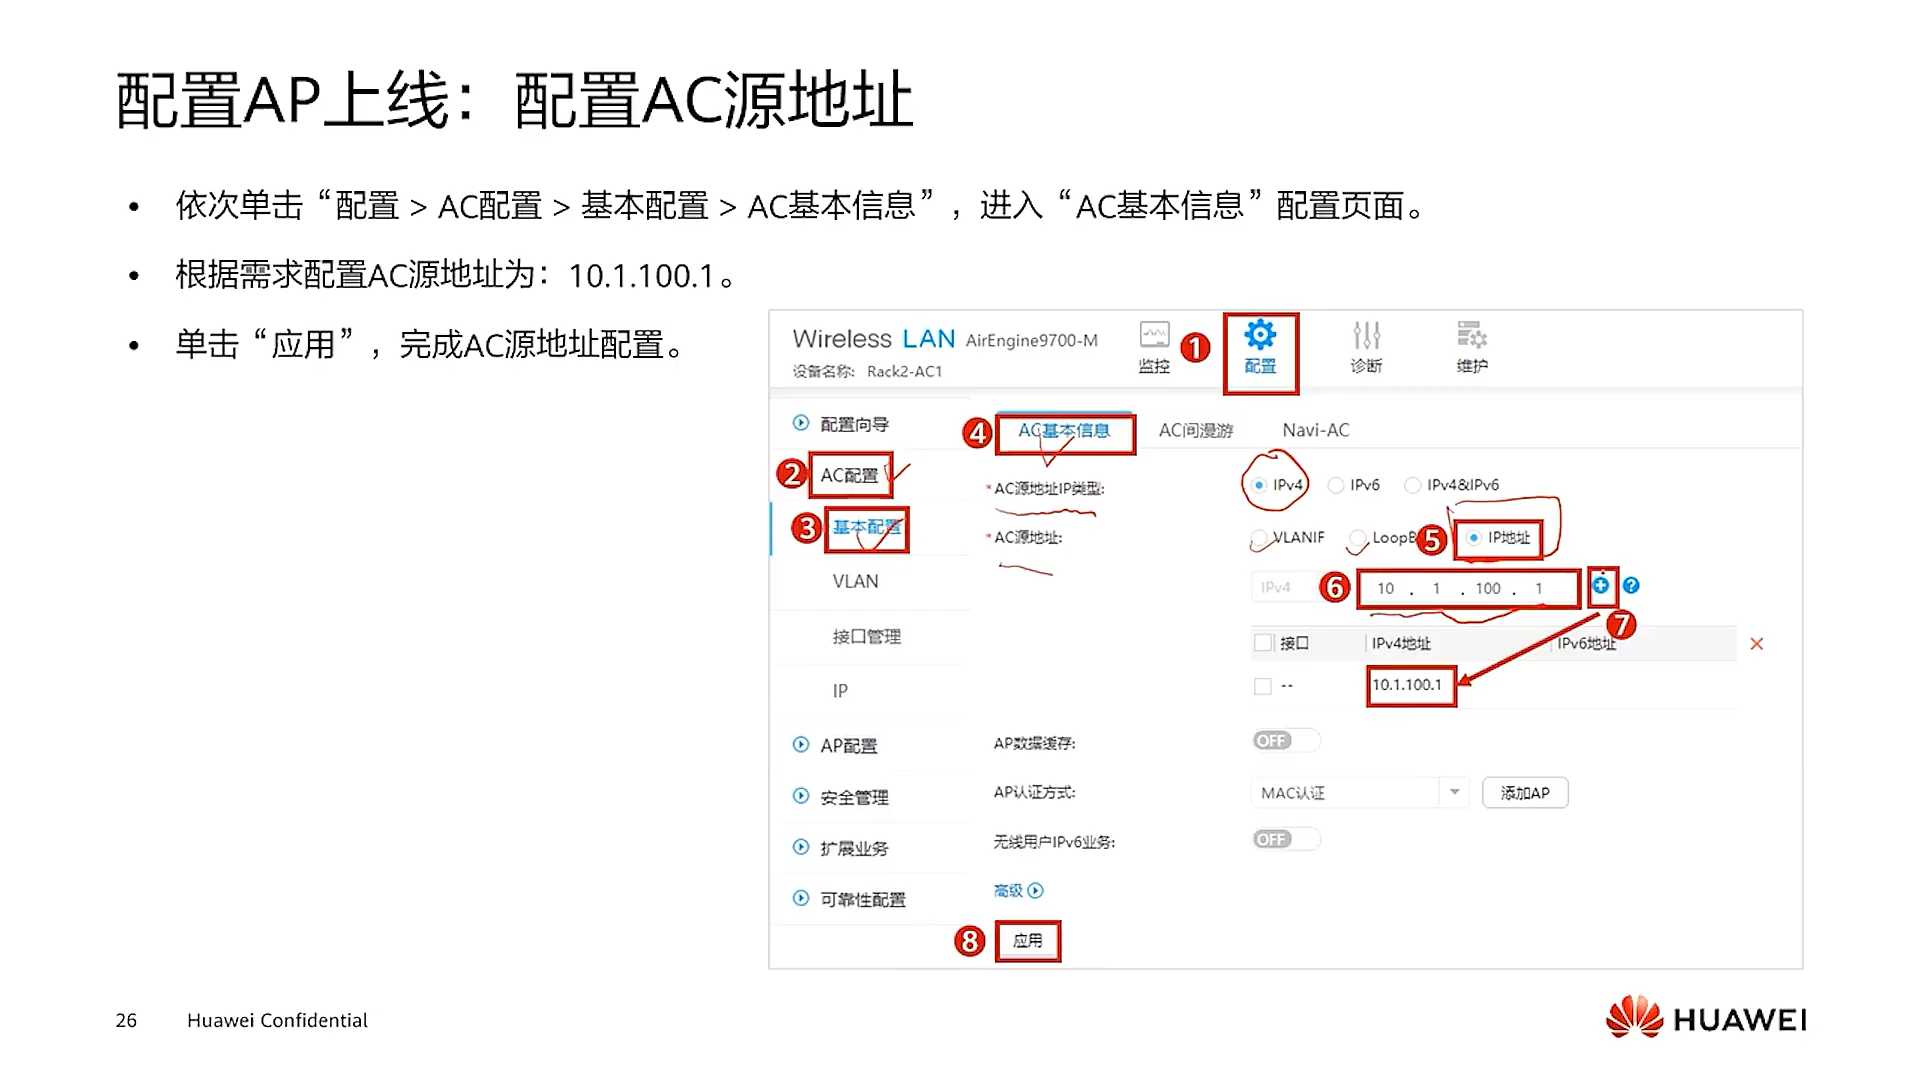 配置AP上线：配置AC源地址
• 依次单击“配置 > AC配置 > 基本配置 > AC基本信息”，进入“AC基本信息”配置页面。
• 根据需求配置AC源地址为：10.1.100.1。
• 单击“应用”，完成AC源地址配置。
Wireless LAN AirEngine9700-M
设备名称: Rack2-AC1
监控
1
配置
诊断
维护
配置向导
2 AC配置
3 基本配置
VLAN
接口管理
IP
AP配置
安全管理
扩展业务
可靠性配置
4 AC基本信息 AC间漫游 Navi-AC
*AC源地址IP类型: IPv4 IPv6 IPv4&IPv6
*AC源地址: VLANIF LoopB 5 IP地址
IPv4 6 10 . 1 . 100 . 1 ?
7
接口 IPv4地址 IPv6地址
-- 10.1.100.1
AP数据缓存: OFF
AP认证方式: MAC认证 添加AP
无线用户IPv6业务: OFF
高级
8 应用
26 Huawei Confidential
HUAWEI